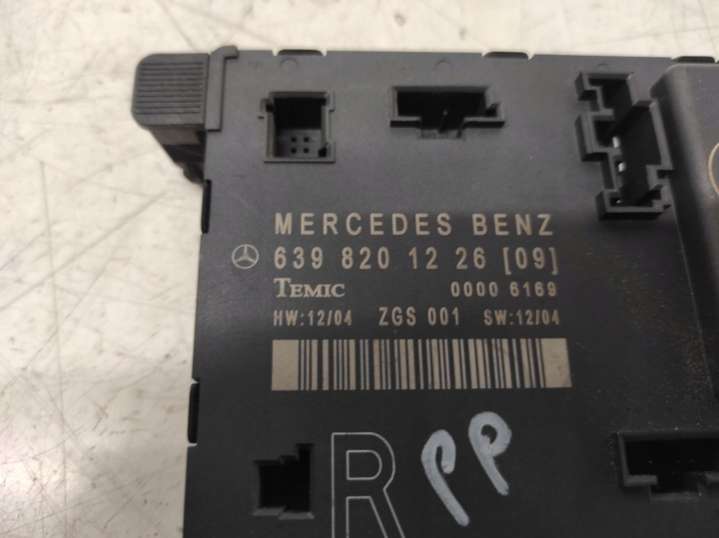 MERCEDES BENZ
639 820 12 26 [09]
TEMIC 0000 6169
HW:12/04 ZGS 001 SW:12/04
R PP